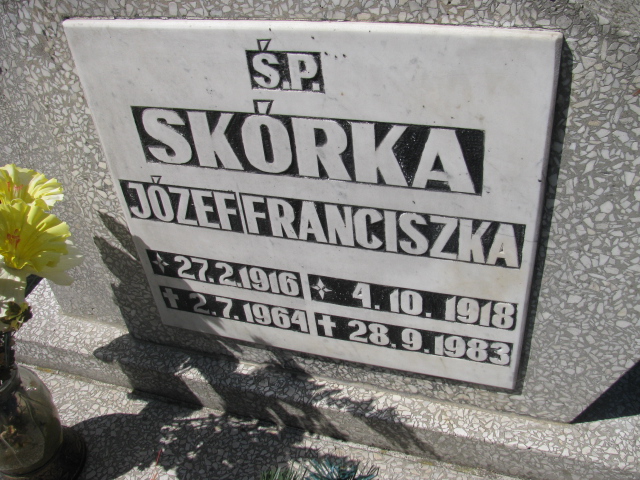 Ś.P.
SKÓRKA
JÓZEF FRANCISZKA
27.2.1916 4.10.1918
✝ 2.7.1964 ✝ 28.9.1983